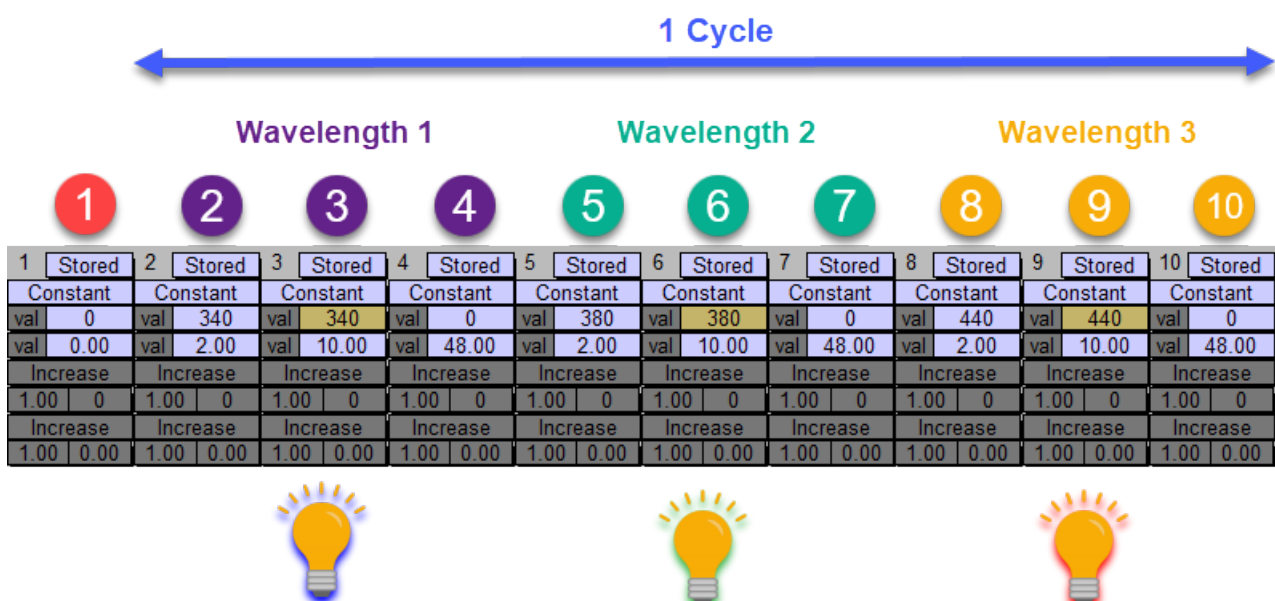 1 Cycle
Wavelength 1 Wavelength 2 Wavelength 3
1 2 3 4 5 6 7 8 9 10
1 Stored 2 Stored 3 Stored 4 Stored 5 Stored 6 Stored 7 Stored 8 Stored 9 Stored 10 Stored
Constant Constant Constant Constant Constant Constant Constant Constant Constant Constant
val 0 val 340 val 340 val 0 val 380 val 380 val 0 val 440 val 440 val 0
val 0.00 val 2.00 val 10.00 val 48.00 val 2.00 val 10.00 val 48.00 val 2.00 val 10.00 val 48.00
Increase Increase Increase Increase Increase Increase Increase Increase Increase Increase
1.00 0 1.00 0 1.00 0 1.00 0 1.00 0 1.00 0 1.00 0 1.00 0 1.00 0 1.00 0
Increase Increase Increase Increase Increase Increase Increase Increase Increase Increase
1.00 0.00 1.00 0.00 1.00 0.00 1.00 0.00 1.00 0.00 1.00 0.00 1.00 0.00 1.00 0.00 1.00 0.00 1.00 0.00